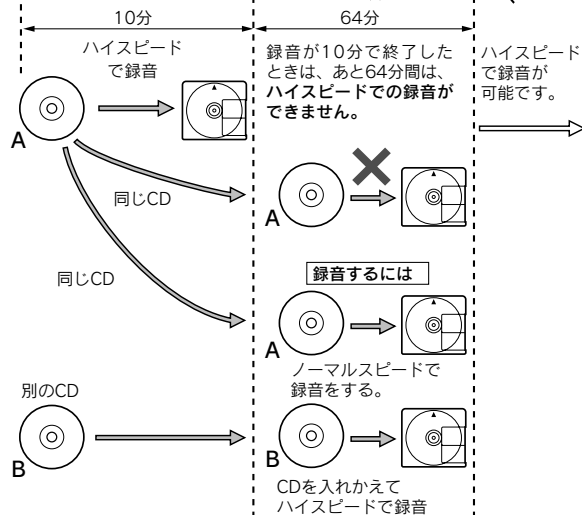 10分
64分
ハイスピード
で録音
録音が10分で終了した
ときは、あと64分間は、
ハイスピードでの録音が
できません。
ハイスピード
で録音が
可能です。
A
同じCD
A
同じCD
録音するには
A
ノーマルスピードで
録音をする。
別のCD
B
B
CDを入れかえて
ハイスピードで録音